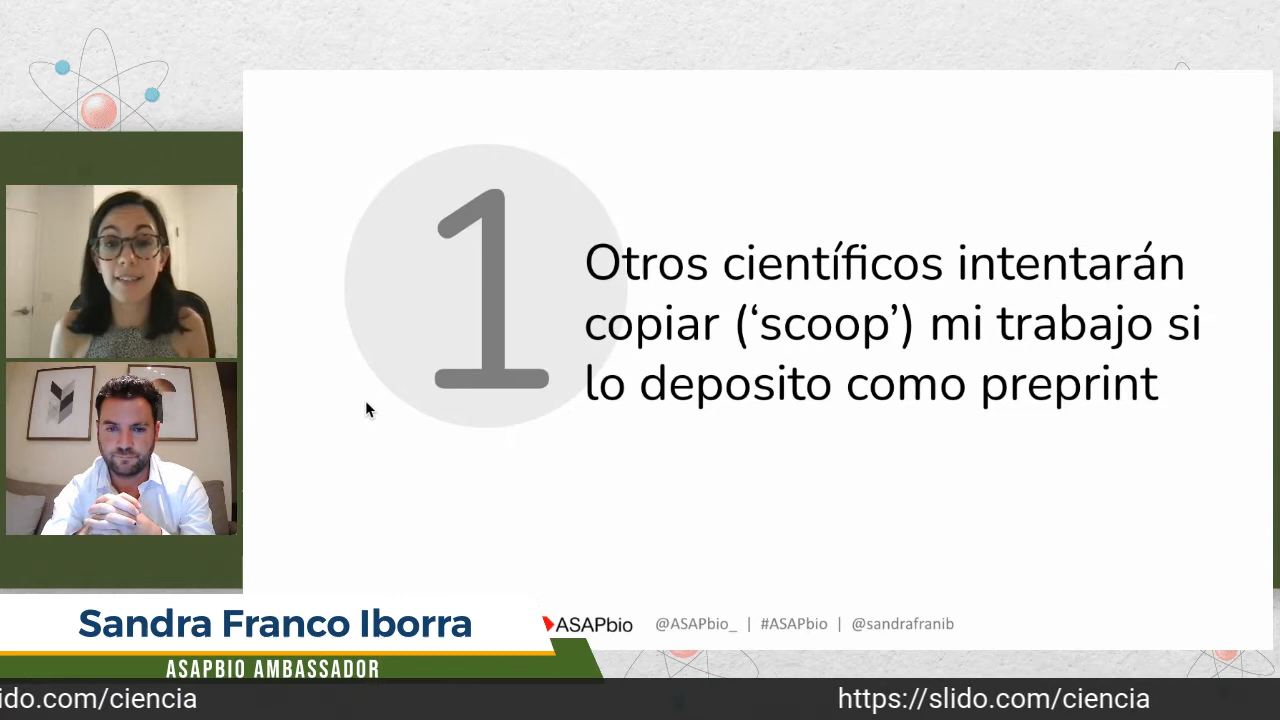 1
Otros científicos intentarán
copiar (‘scoop’) mi trabajo si
lo deposito como preprint
Sandra Franco Iborra
ASAPBIO AMBASSADOR
ASAPbio
@ASAPbio_ | #ASAPbio | @sandrafranib
ido.com/ciencia
https://slido.com/ciencia